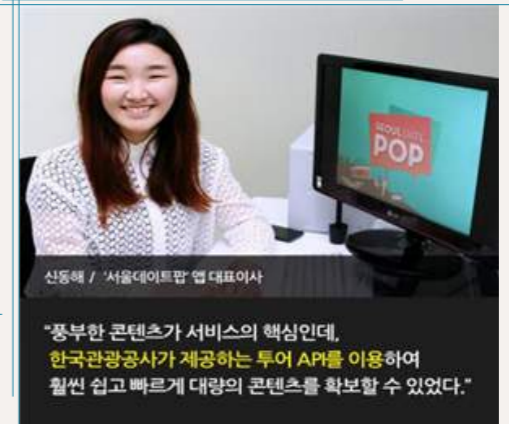 SEOUL DATE
POP
신동해 / '서울데이트팝' 앱 대표이사
"풍부한 콘텐츠가 서비스의 핵심인데,
한국관광공사가 제공하는 투어 API를 이용하여
훨씬 쉽고 빠르게 대량의 콘텐츠를 확보할 수 있었다."